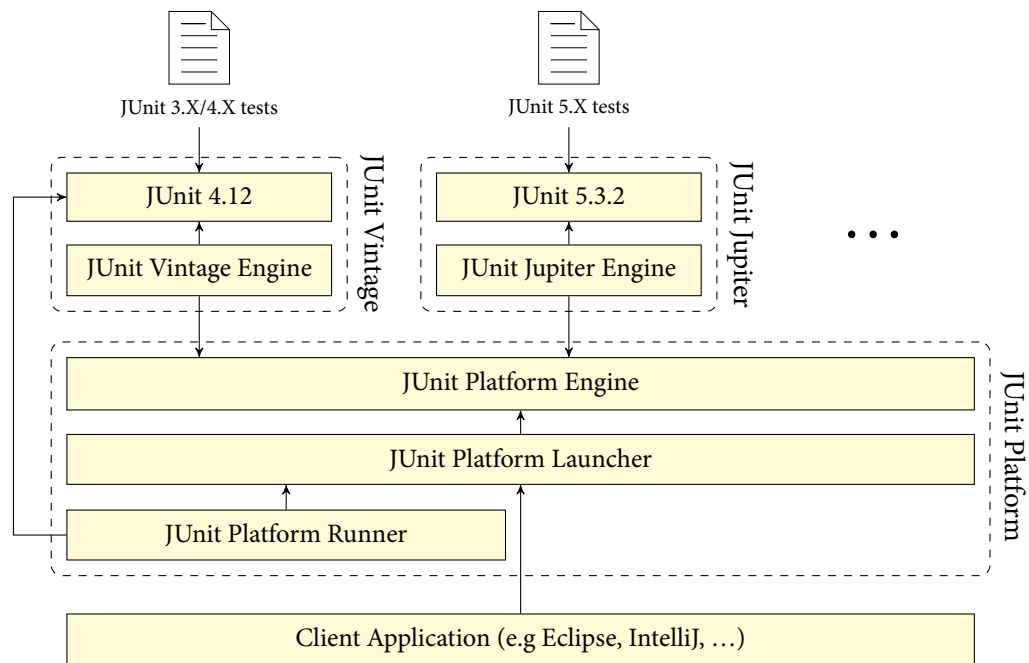 JUnit 3.X/4.X tests
JUnit 5.X tests
JUnit 4.12
JUnit Vintage Engine
JUnit Vintage
JUnit 5.3.2
JUnit Jupiter Engine
JUnit Jupiter
...
JUnit Platform Engine
JUnit Platform Launcher
JUnit Platform Runner
JUnit Platform
Client Application (e.g Eclipse, IntelliJ, …)